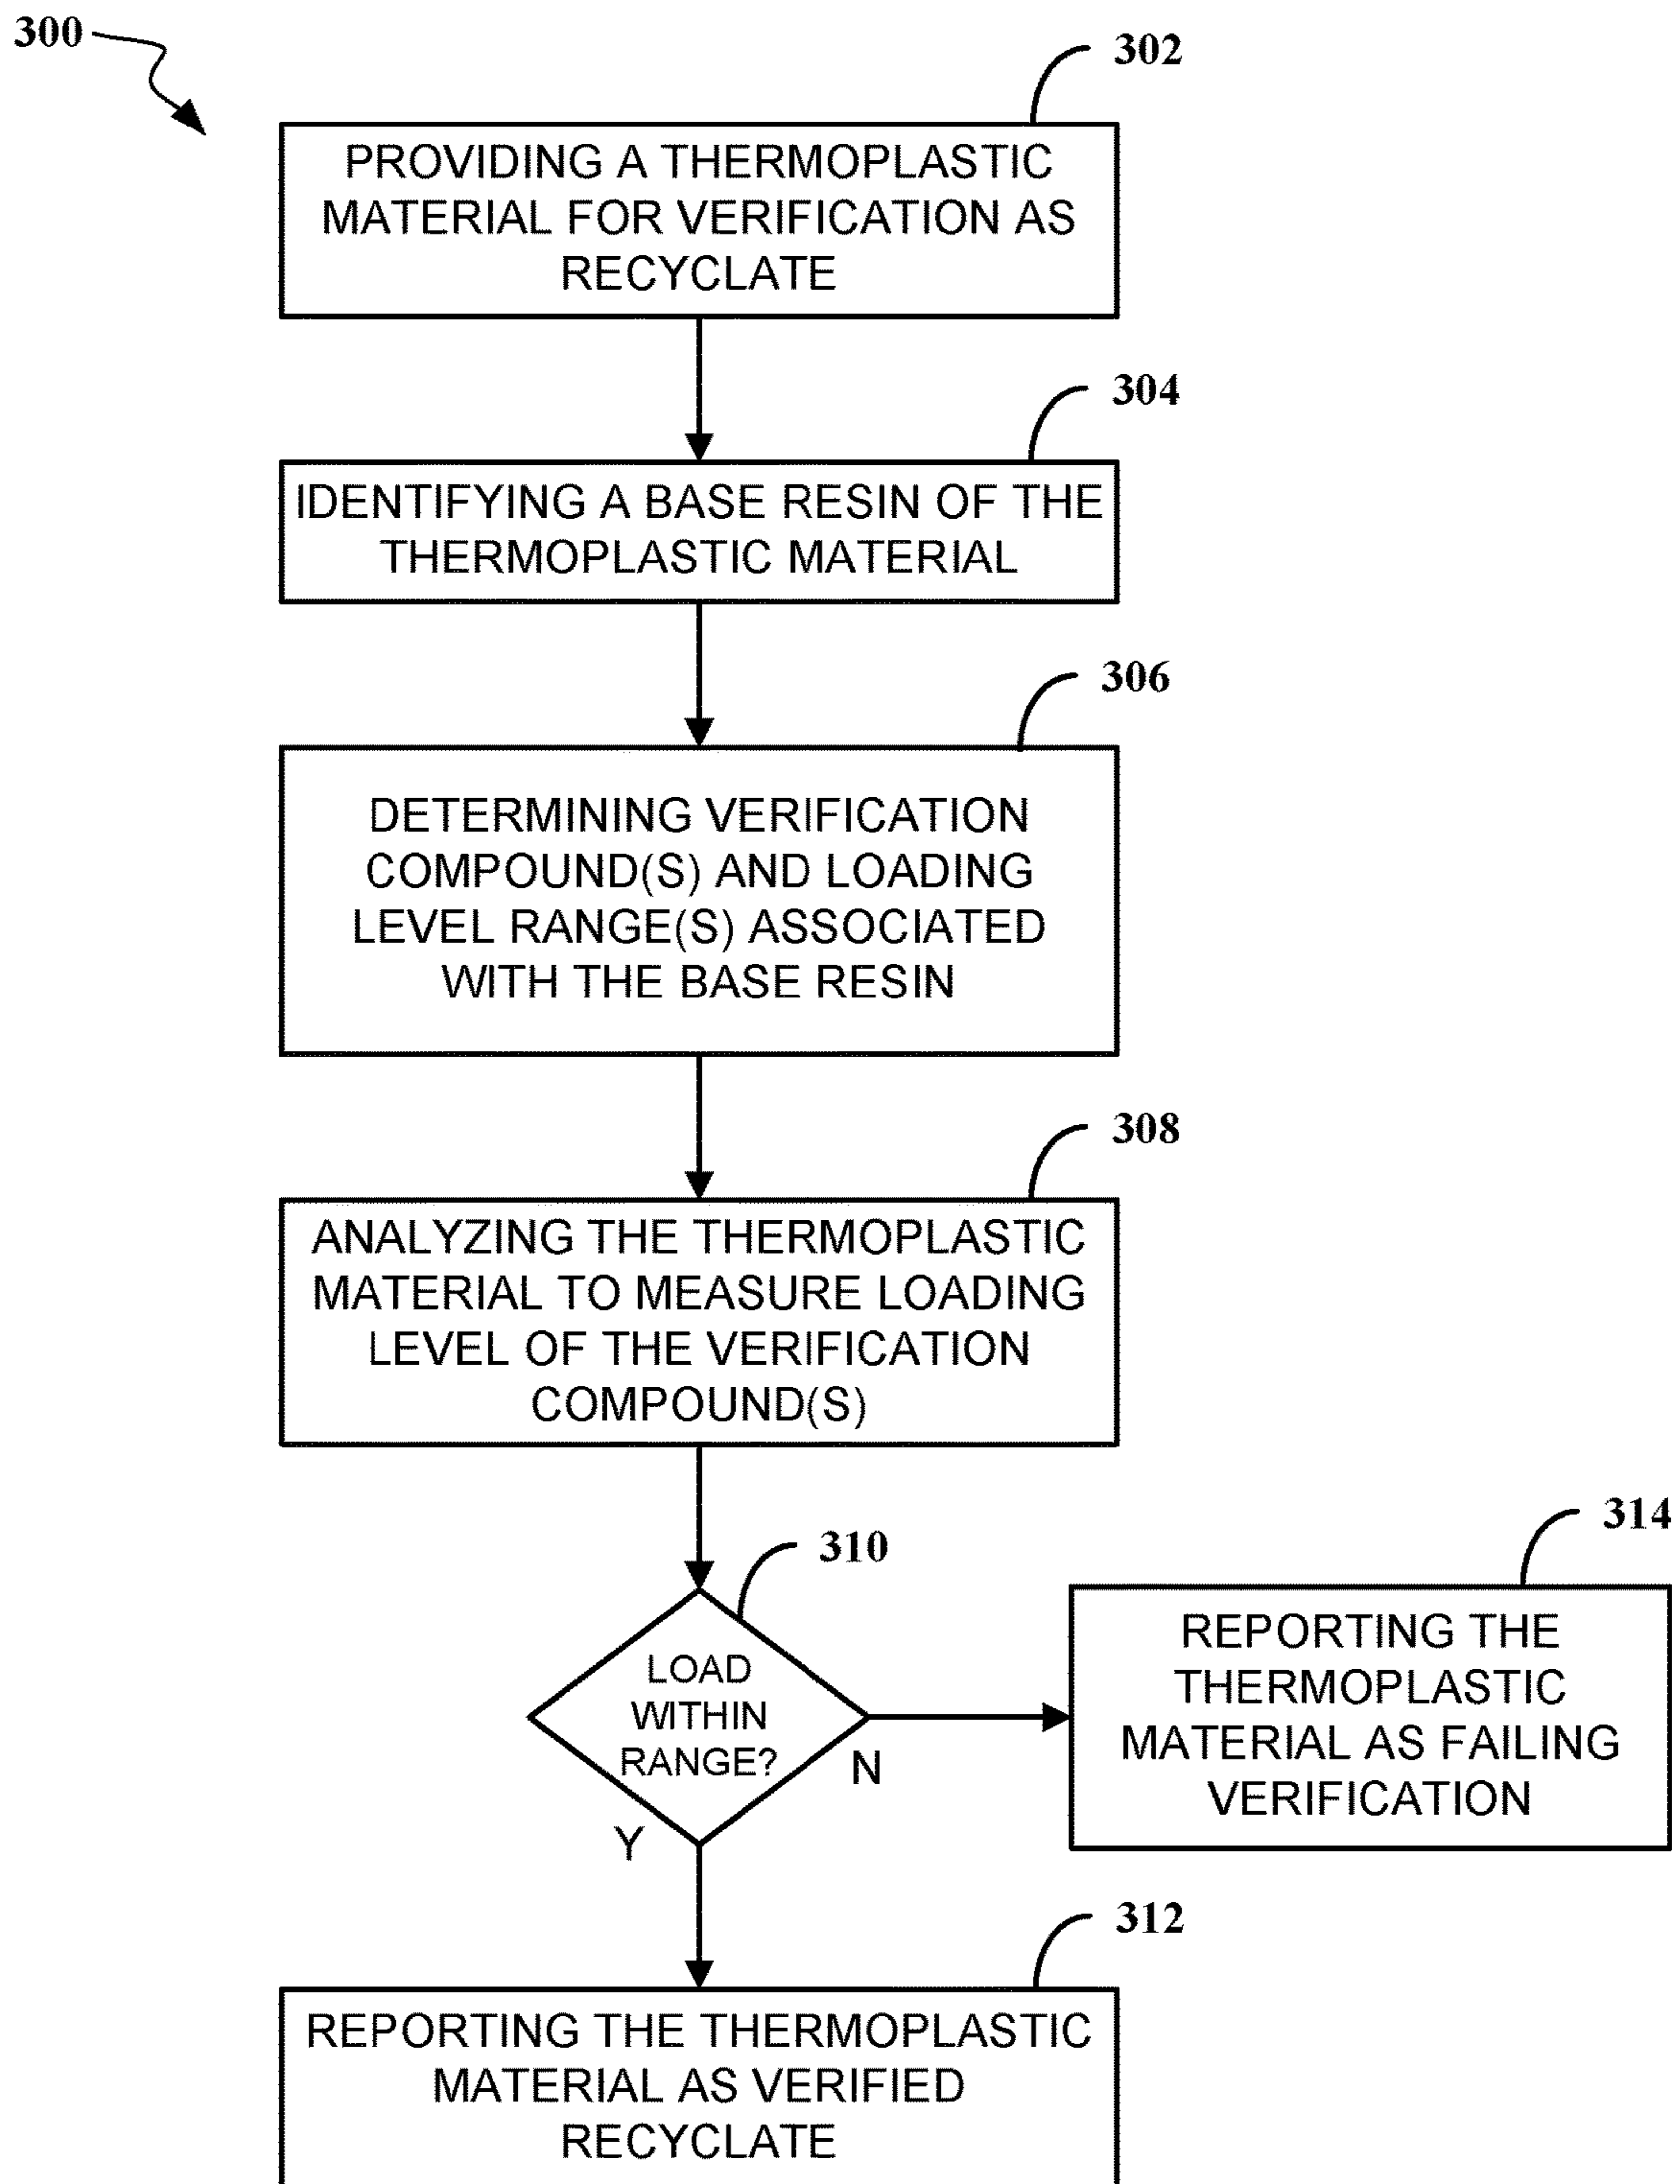 300
302
PROVIDING A THERMOPLASTIC
MATERIAL FOR VERIFICATION AS
RECYCLATE
304
IDENTIFYING A BASE RESIN OF THE
THERMOPLASTIC MATERIAL
306
DETERMINING VERIFICATION
COMPOUND(S) AND LOADING
LEVEL RANGE(S) ASSOCIATED
WITH THE BASE RESIN
308
ANALYZING THE THERMOPLASTIC
MATERIAL TO MEASURE LOADING
LEVEL OF THE VERIFICATION
COMPOUND(S)
310
LOAD
WITHIN
RANGE?
N
Y
314
REPORTING THE
THERMOPLASTIC
MATERIAL AS FAILING
VERIFICATION
312
REPORTING THE THERMOPLASTIC
MATERIAL AS VERIFIED
RECYCLATE